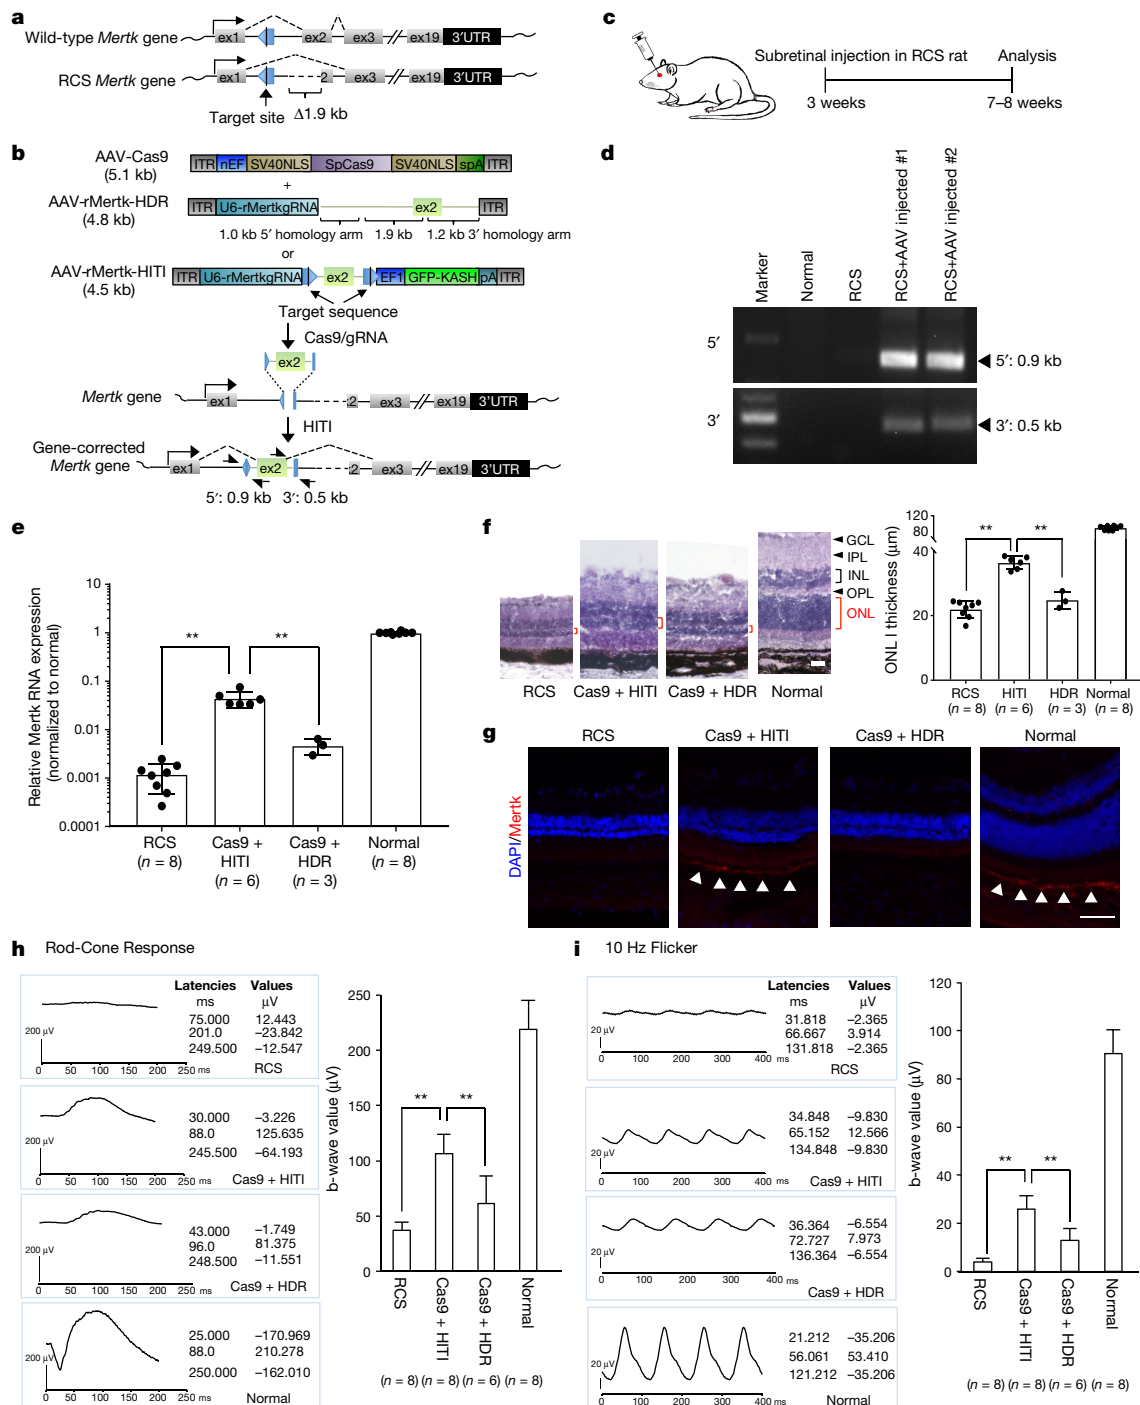 a
Wild-type Mertk gene
ex1 ex2 ex3 ex19 3′UTR
RCS Mertk gene
ex1 2 ex3 ex19 3′UTR
Target site Δ1.9 kb
b
AAV-Cas9
(5.1 kb)
ITR nEF SV40NLS SpCas9 SV40NLS spA ITR
+
AAV-rMertk-HDR
(4.8 kb)
ITR U6-rMertkgRNA ex2 ITR
1.0 kb 5′ homology arm 1.9 kb 1.2 kb 3′ homology arm
or
AAV-rMertk-HITI
(4.5 kb)
ITR U6-rMertkgRNA ex2 EF1 GFP-KASH pA ITR
Target sequence
Cas9/gRNA
ex2
Mertk gene
ex1 2 ex3 ex19 3′UTR
HITI
Gene-corrected
Mertk gene
ex1 ex2 2 ex3 ex19 3′UTR
5′: 0.9 kb 3′: 0.5 kb
c
Subretinal injection in RCS rat Analysis
3 weeks 7–8 weeks
d
Marker
Normal
RCS
RCS+AAV injected #1
RCS+AAV injected #2
5′
5′: 0.9 kb
3′
3′: 0.5 kb
e
Relative Mertk RNA expression
(normalized to normal)
10
1
0.1
0.01
0.001
0.0001
** **
RCS
(n = 8)
Cas9 +
HITI
(n = 6)
Cas9 +
HDR
(n = 3)
Normal
(n = 8)
f
GCL
IPL
INL
OPL
ONL
RCS Cas9 + HITI Cas9 + HDR Normal
ONL l thickness (μm)
120
80
40
20
0
** **
RCS HITI HDR Normal
(n = 8) (n = 6) (n = 3) (n = 8)
g
RCS Cas9 + HITI Cas9 + HDR Normal
DAPI/Mertk
h Rod-Cone Response
Latencies Values
ms μV
75.000 12.443
201.0 −23.842
249.500 −12.547
200 μV
0 50 100 150 200 250 ms
RCS
30.000 −3.226
88.0 125.635
245.500 −64.193
200 μV
0 50 100 150 200 250 ms
Cas9 + HITI
43.000 −1.749
96.0 81.375
248.500 −11.551
200 μV
0 50 100 150 200 250 ms
Cas9 + HDR
25.000 −170.969
88.0 210.278
250.000 −162.010
200 μV
0 50 100 150 200 250 ms
Normal
b-wave value (μV)
250
200
150
100
50
0
** **
RCS
Cas9 + HITI
Cas9 + HDR
Normal
(n = 8) (n = 8) (n = 6) (n = 8)
i 10 Hz Flicker
Latencies Values
ms μV
31.818 −2.365
66.667 3.914
131.818 −2.365
20 μV
0 100 200 300 400
ms
RCS
34.848 −9.830
65.152 12.566
134.848 −9.830
20 μV
0 100 200 300 400
ms
Cas9 + HITI
36.364 −6.554
72.727 7.973
136.364 −6.554
20 μV
0 100 200 300 400
ms
Cas9 + HDR
21.212 −35.206
56.061 53.410
121.212 −35.206
20 μV
0 100 200 300 400
ms
Normal
b-wave value (μV)
120
100
80
60
40
20
0
** **
RCS
Cas9 + HITI
Cas9 + HDR
Normal
(n = 8) (n = 8) (n = 6) (n = 8)